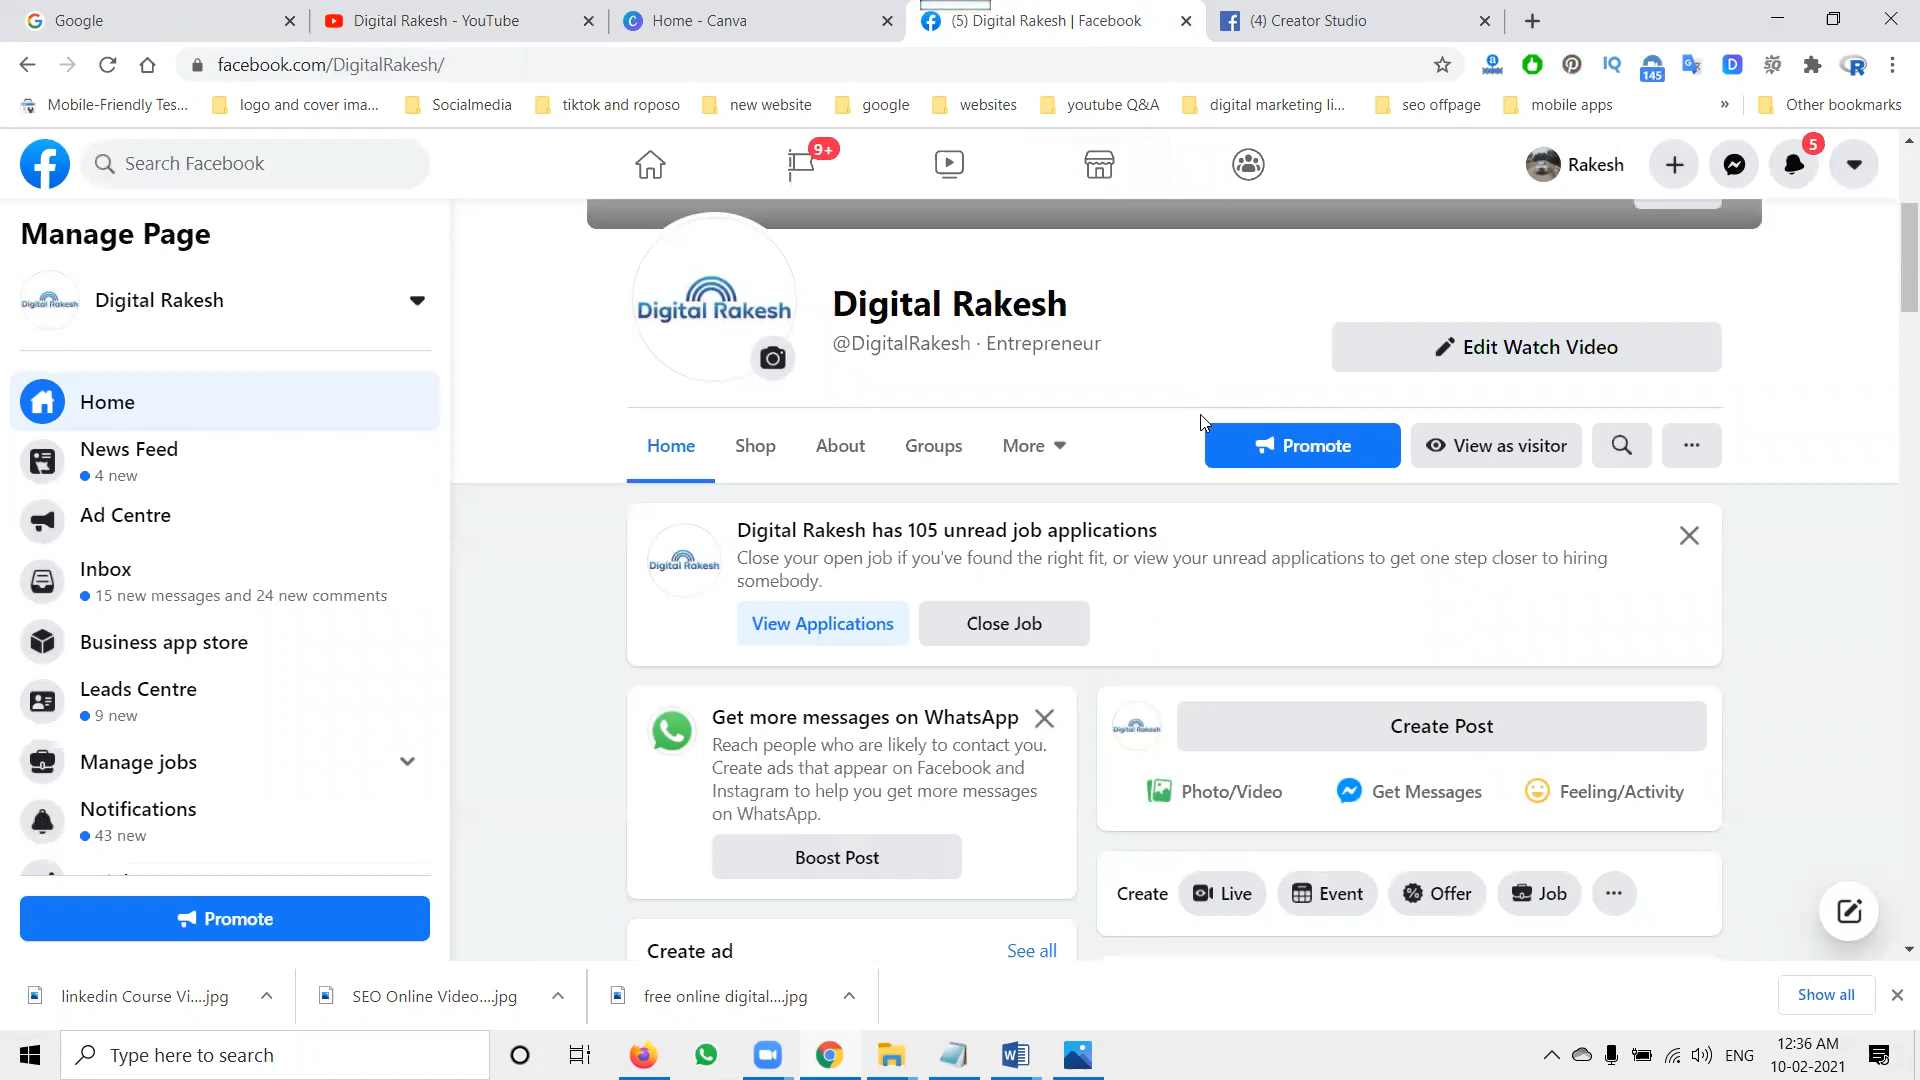 Google
Digital Rakesh - YouTube
Home - Canva
(5) Digital Rakesh | Facebook
(4) Creator Studio
facebook.com/DigitalRakesh/
145
Mobile-Friendly Tes...
logo and cover ima...
Socialmedia
tiktok and roposo
new website
google
websites
youtube Q&A
digital marketing li...
seo offpage
mobile apps
»
Other bookmarks
Search Facebook
9+
Rakesh
5
Manage Page
Digital Rakesh
Digital Rakesh
Home
News Feed
4 new
Ad Centre
Inbox
15 new messages and 24 new comments
Business app store
Leads Centre
9 new
Manage jobs
Notifications
43 new
Promote
Digital Rakesh
Digital Rakesh
@DigitalRakesh · Entrepreneur
Edit Watch Video
Home
Shop
About
Groups
More
Promote
View as visitor
Digital Rakesh
Digital Rakesh has 105 unread job applications
Close your open job if you've found the right fit, or view your unread applications to get one step closer to hiring
somebody.
View Applications
Close Job
Get more messages on WhatsApp
Reach people who are likely to contact you.
Create ads that appear on Facebook and
Instagram to help you get more messages
on WhatsApp.
Boost Post
Create ad
See all
Digital Rakesh
Create Post
Photo/Video
Get Messages
Feeling/Activity
Create
Live
Event
Offer
Job
linkedin Course Vi....jpg
SEO Online Video....jpg
free online digital....jpg
Show all
Type here to search
ENG
12:36 AM
10-02-2021